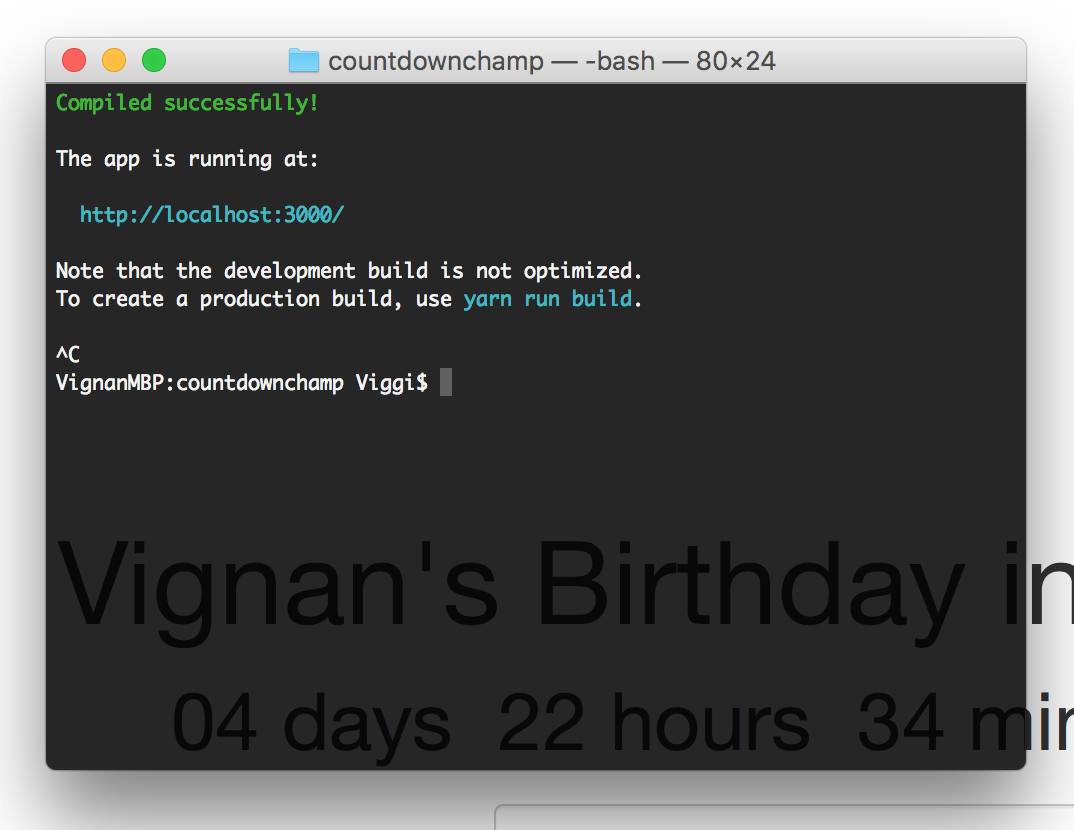 countdownchamp — -bash — 80×24
Compiled successfully!
The app is running at:
http://localhost:3000/
Note that the development build is not optimized.
To create a production build, use yarn run build.
^C
VignanMBP:countdownchamp Viggi$
Vignan's Birthday in
04 days 22 hours 34 min